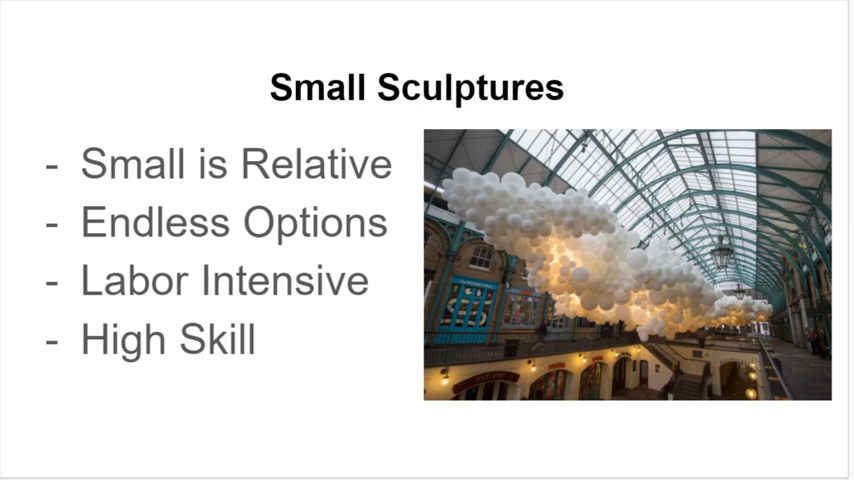 Small Sculptures
- Small is Relative
- Endless Options
- Labor Intensive
- High Skill